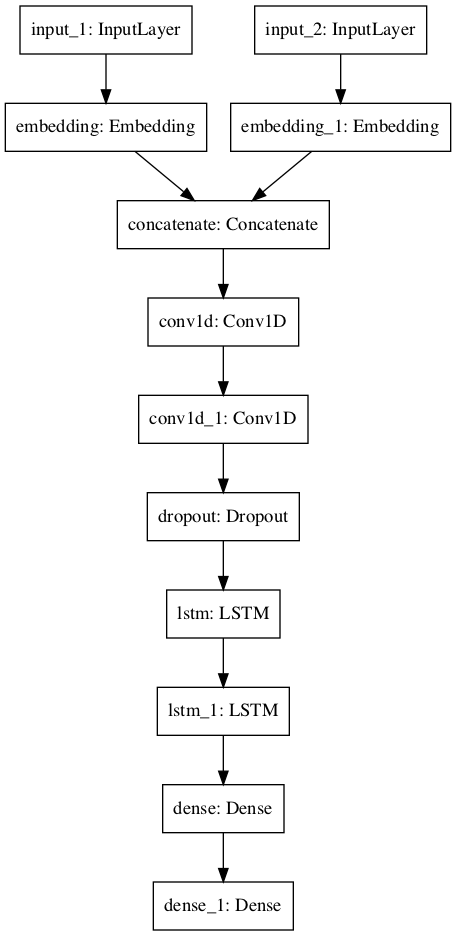 input_1: InputLayer
input_2: InputLayer
embedding: Embedding
embedding_1: Embedding
concatenate: Concatenate
conv1d: Conv1D
conv1d_1: Conv1D
dropout: Dropout
lstm: LSTM
lstm_1: LSTM
dense: Dense
dense_1: Dense